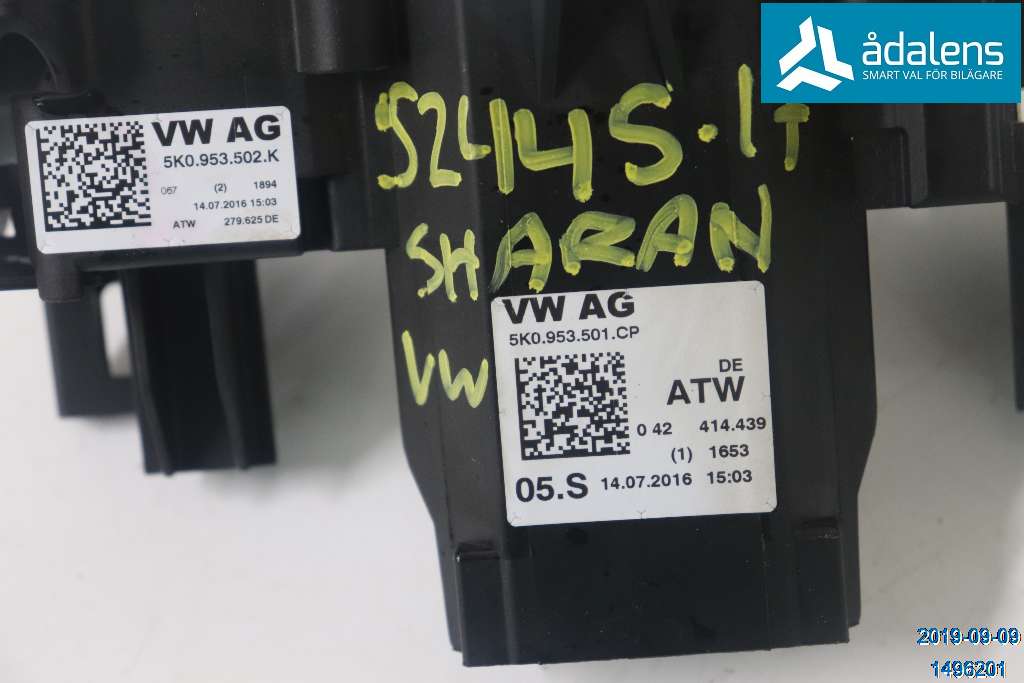 ådalens
SMART VAL FÖR BILÄGARE
VW AG
5K0.953.502.K
067 (2) 1894
14.07.2016 15:03
ATW 279.625 DE
SHARAN
VW
VW AG
5K0.953.501.CP
DE
ATW
0 42 414.439
(1) 1653
05.S 14.07.2016 15:03
2019-09-09
1496201